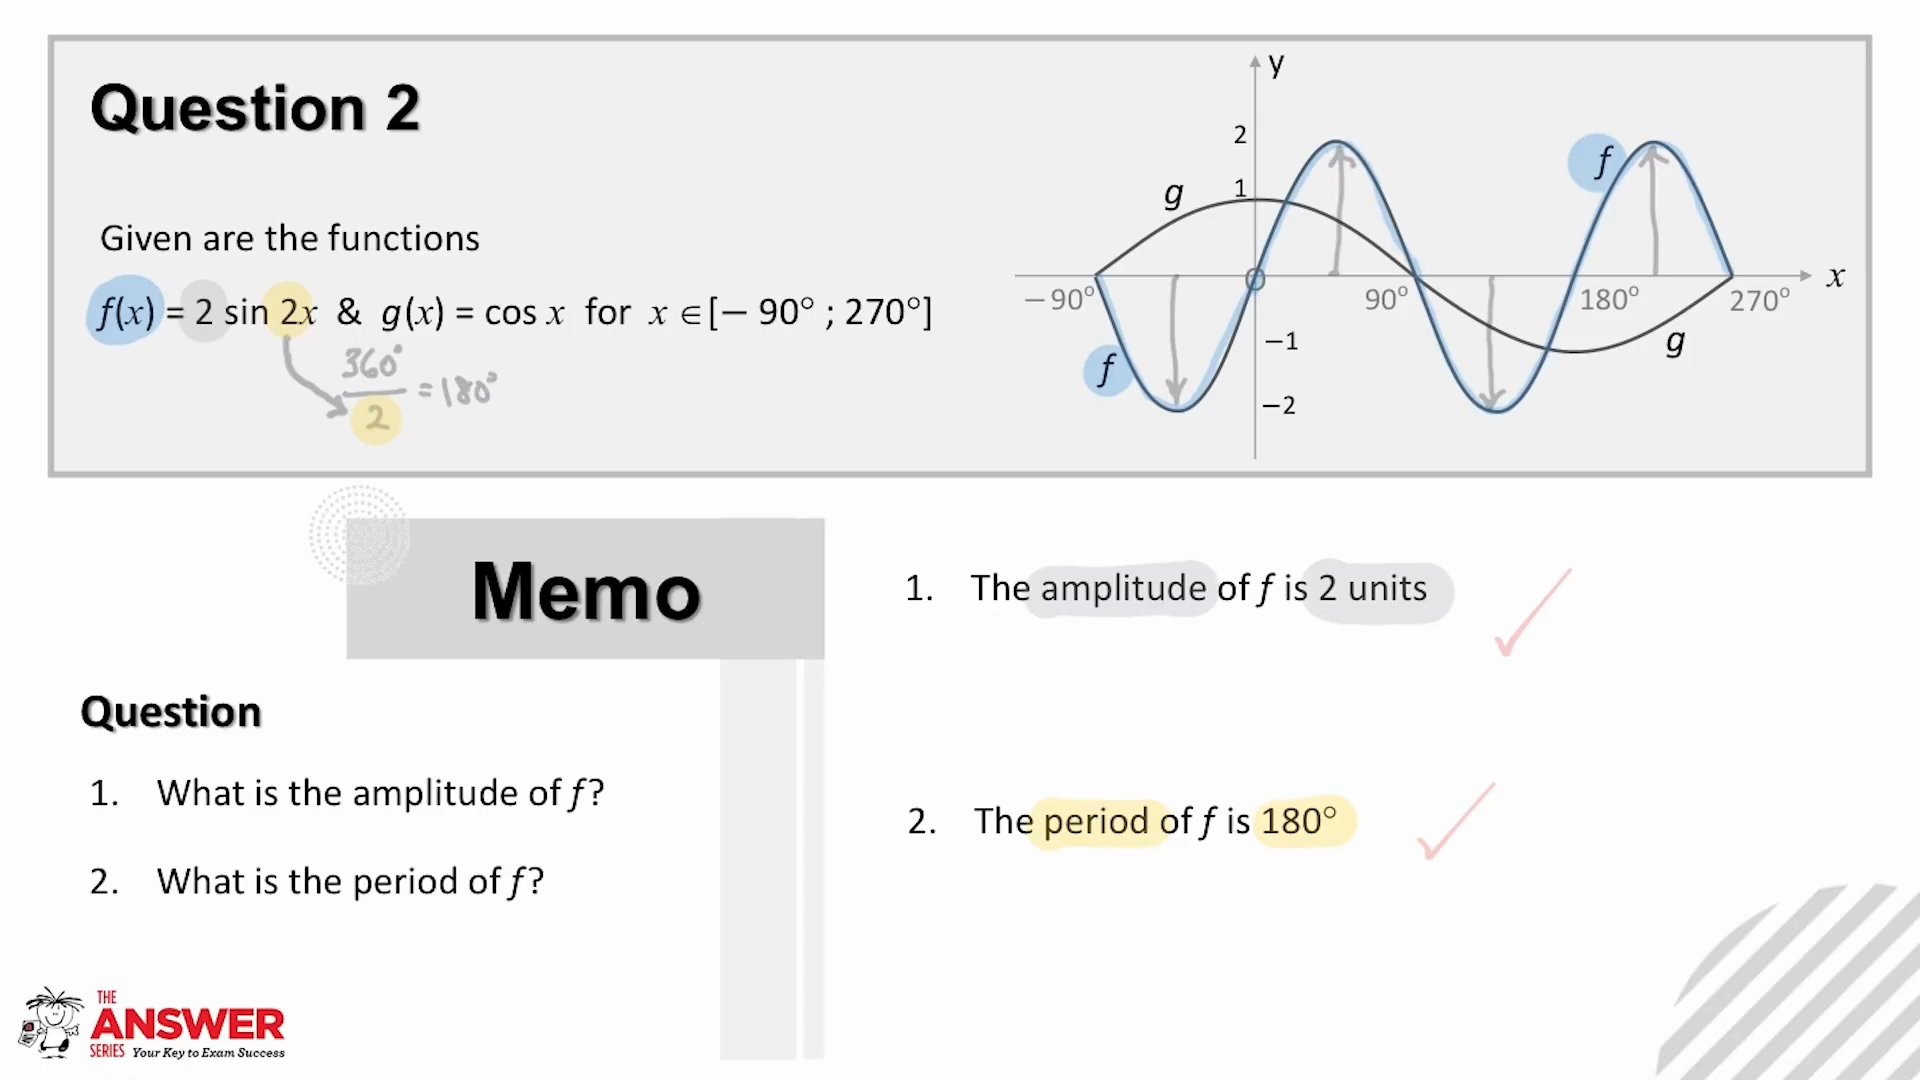 Question 2
Given are the functions
f(x) = 2 sin 2x & g(x) = cos x for x ∈ [− 90° ; 270°]
360°
2
= 180°
y
2
1
g
f
O
− 90°
90°
180°
270°
x
−1
g
f
−2
Memo
1. The amplitude of f is 2 units
2. The period of f is 180°
Question
1. What is the amplitude of f?
2. What is the period of f?
THE
ANSWER
SERIES Your Key to Exam Success